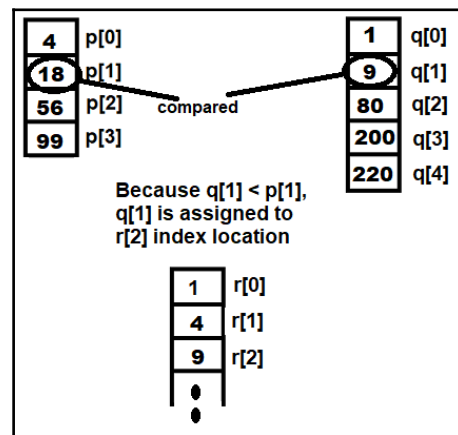 4 p[0]
18 p[1]
56 p[2]
99 p[3]
compared
1 q[0]
9 q[1]
80 q[2]
200 q[3]
220 q[4]
Because q[1] < p[1],
q[1] is assigned to
r[2] index location
1 r[0]
4 r[1]
9 r[2]